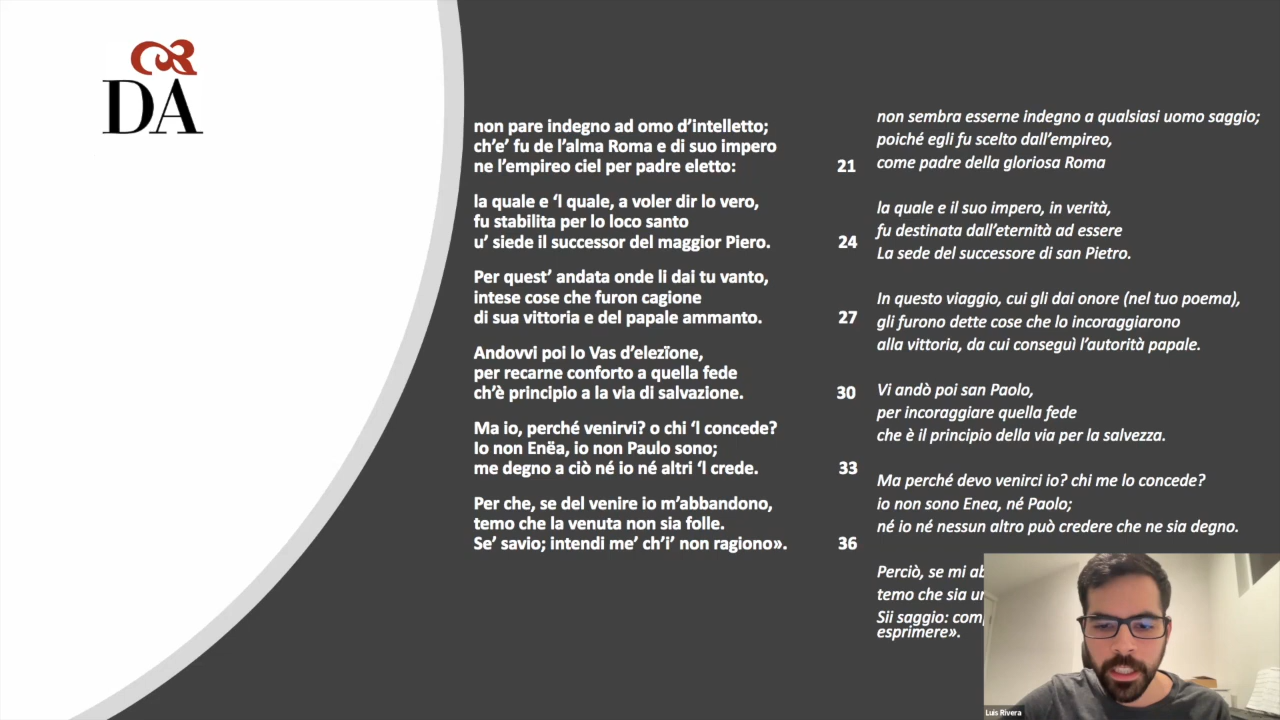 DA
non pare indegno ad omo d’intelletto;
ch’e’ fu de l’alma Roma e di suo impero
ne l’empireo ciel per padre eletto:
21
la quale e ‘l quale, a voler dir lo vero,
fu stabilita per lo loco santo
u’ siede il successor del maggior Piero.
24
Per quest’ andata onde li dai tu vanto,
intese cose che furon cagione
di sua vittoria e del papale ammanto.
27
Andovvi poi lo Vas d’elezïone,
per recarne conforto a quella fede
ch’è principio a la via di salvazione.
30
Ma io, perché venirvi? o chi ‘l concede?
Io non Enëa, io non Paulo sono;
me degno a ciò né io né altri ‘l crede.
33
Per che, se del venire io m’abbandono,
temo che la venuta non sia folle.
Se’ savio; intendi me’ ch’i’ non ragiono».
36
non sembra esserne indegno a qualsiasi uomo saggio;
poiché egli fu scelto dall’empireo,
come padre della gloriosa Roma
la quale e il suo impero, in verità,
fu destinata dall’eternità ad essere
La sede del successore di san Pietro.
In questo viaggio, cui gli dai onore (nel tuo poema),
gli furono dette cose che lo incoraggiarono
alla vittoria, da cui conseguì l’autorità papale.
Vi andò poi san Paolo,
per incoraggiare quella fede
che è il principio della via per la salvezza.
Ma perché devo venirci io? chi me lo concede?
io non sono Enea, né Paolo;
né io né nessun altro può credere che ne sia degno.
Perciò, se mi
temo che sia
Sii saggio:
esprimere».
Luis Rivera